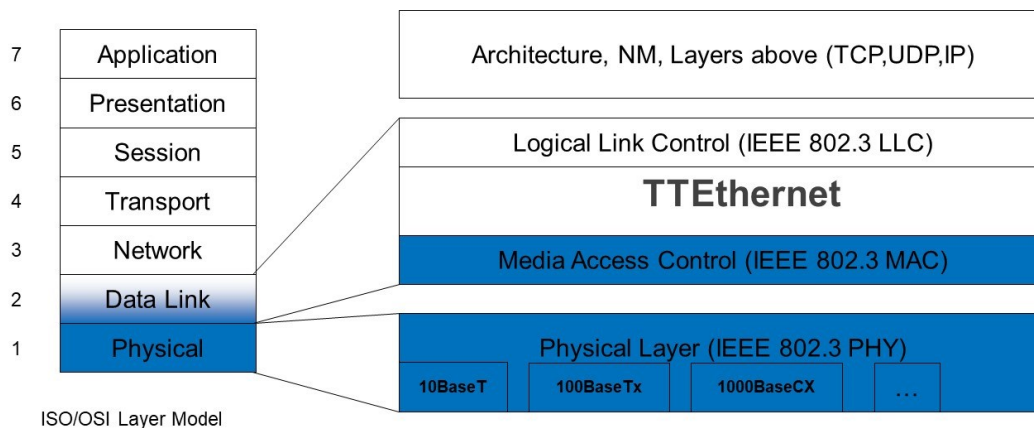 7
Application
6
Presentation
5
Session
4
Transport
3
Network
2
Data Link
1
Physical
ISO/OSI Layer Model
Architecture, NM, Layers above (TCP,UDP,IP)
Logical Link Control (IEEE 802.3 LLC)
TTEthernet
Media Access Control (IEEE 802.3 MAC)
Physical Layer (IEEE 802.3 PHY)
10BaseT
100BaseTx
1000BaseCX
...